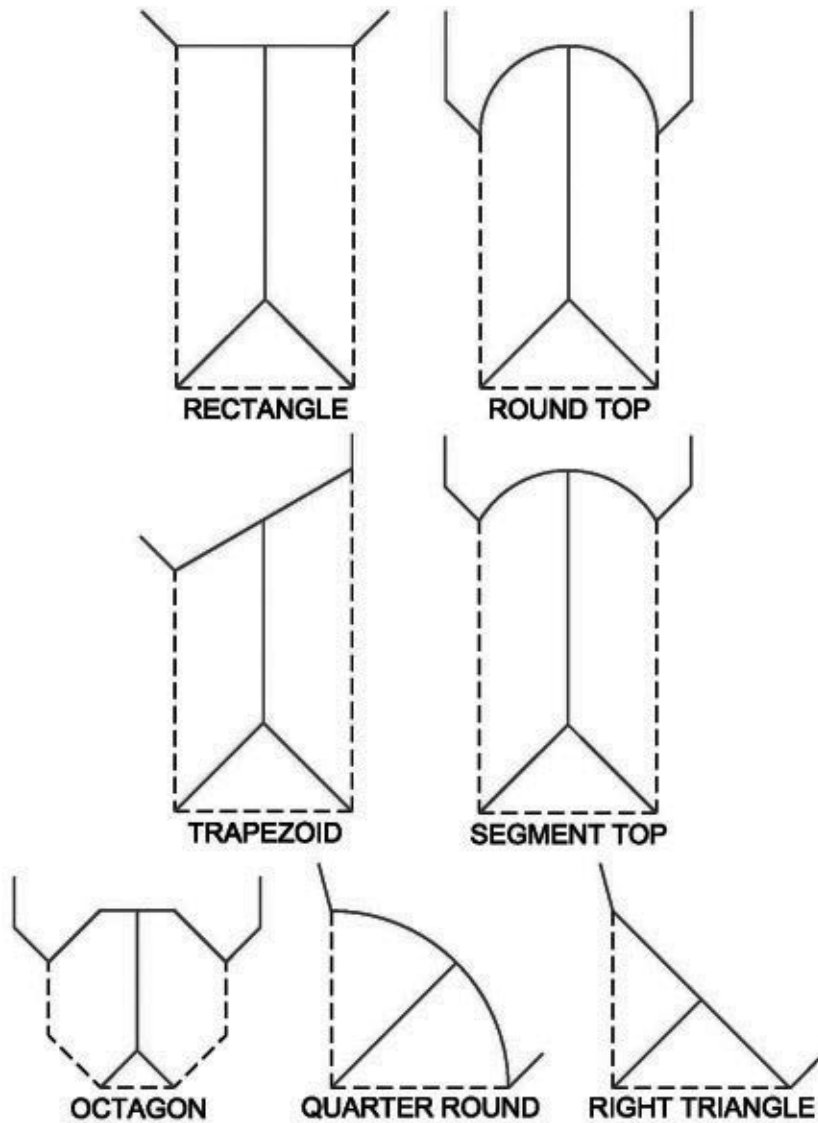 RECTANGLE
ROUND TOP
TRAPEZOID
SEGMENT TOP
OCTAGON
QUARTER ROUND
RIGHT TRIANGLE